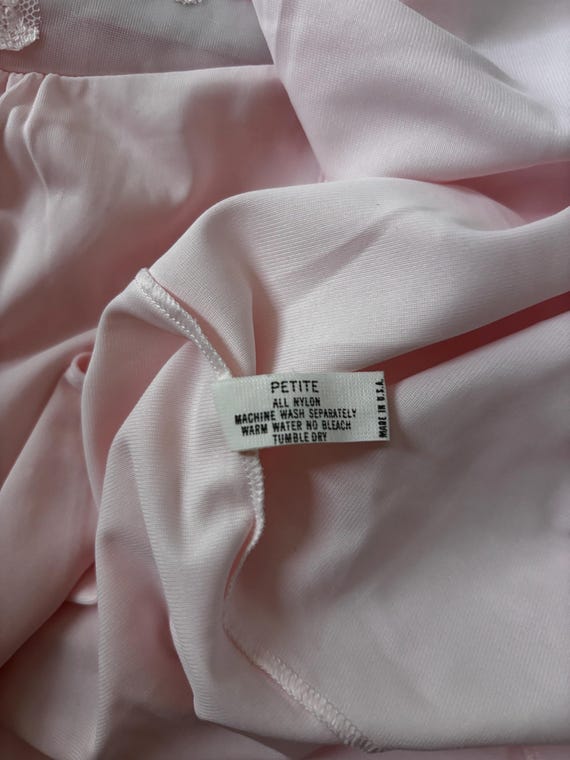 PETITE
ALL NYLON
MACHINE WASH SEPARATELY
WARM WATER NO BLEACH
TUMBLE DRY
MADE IN U.S.A.